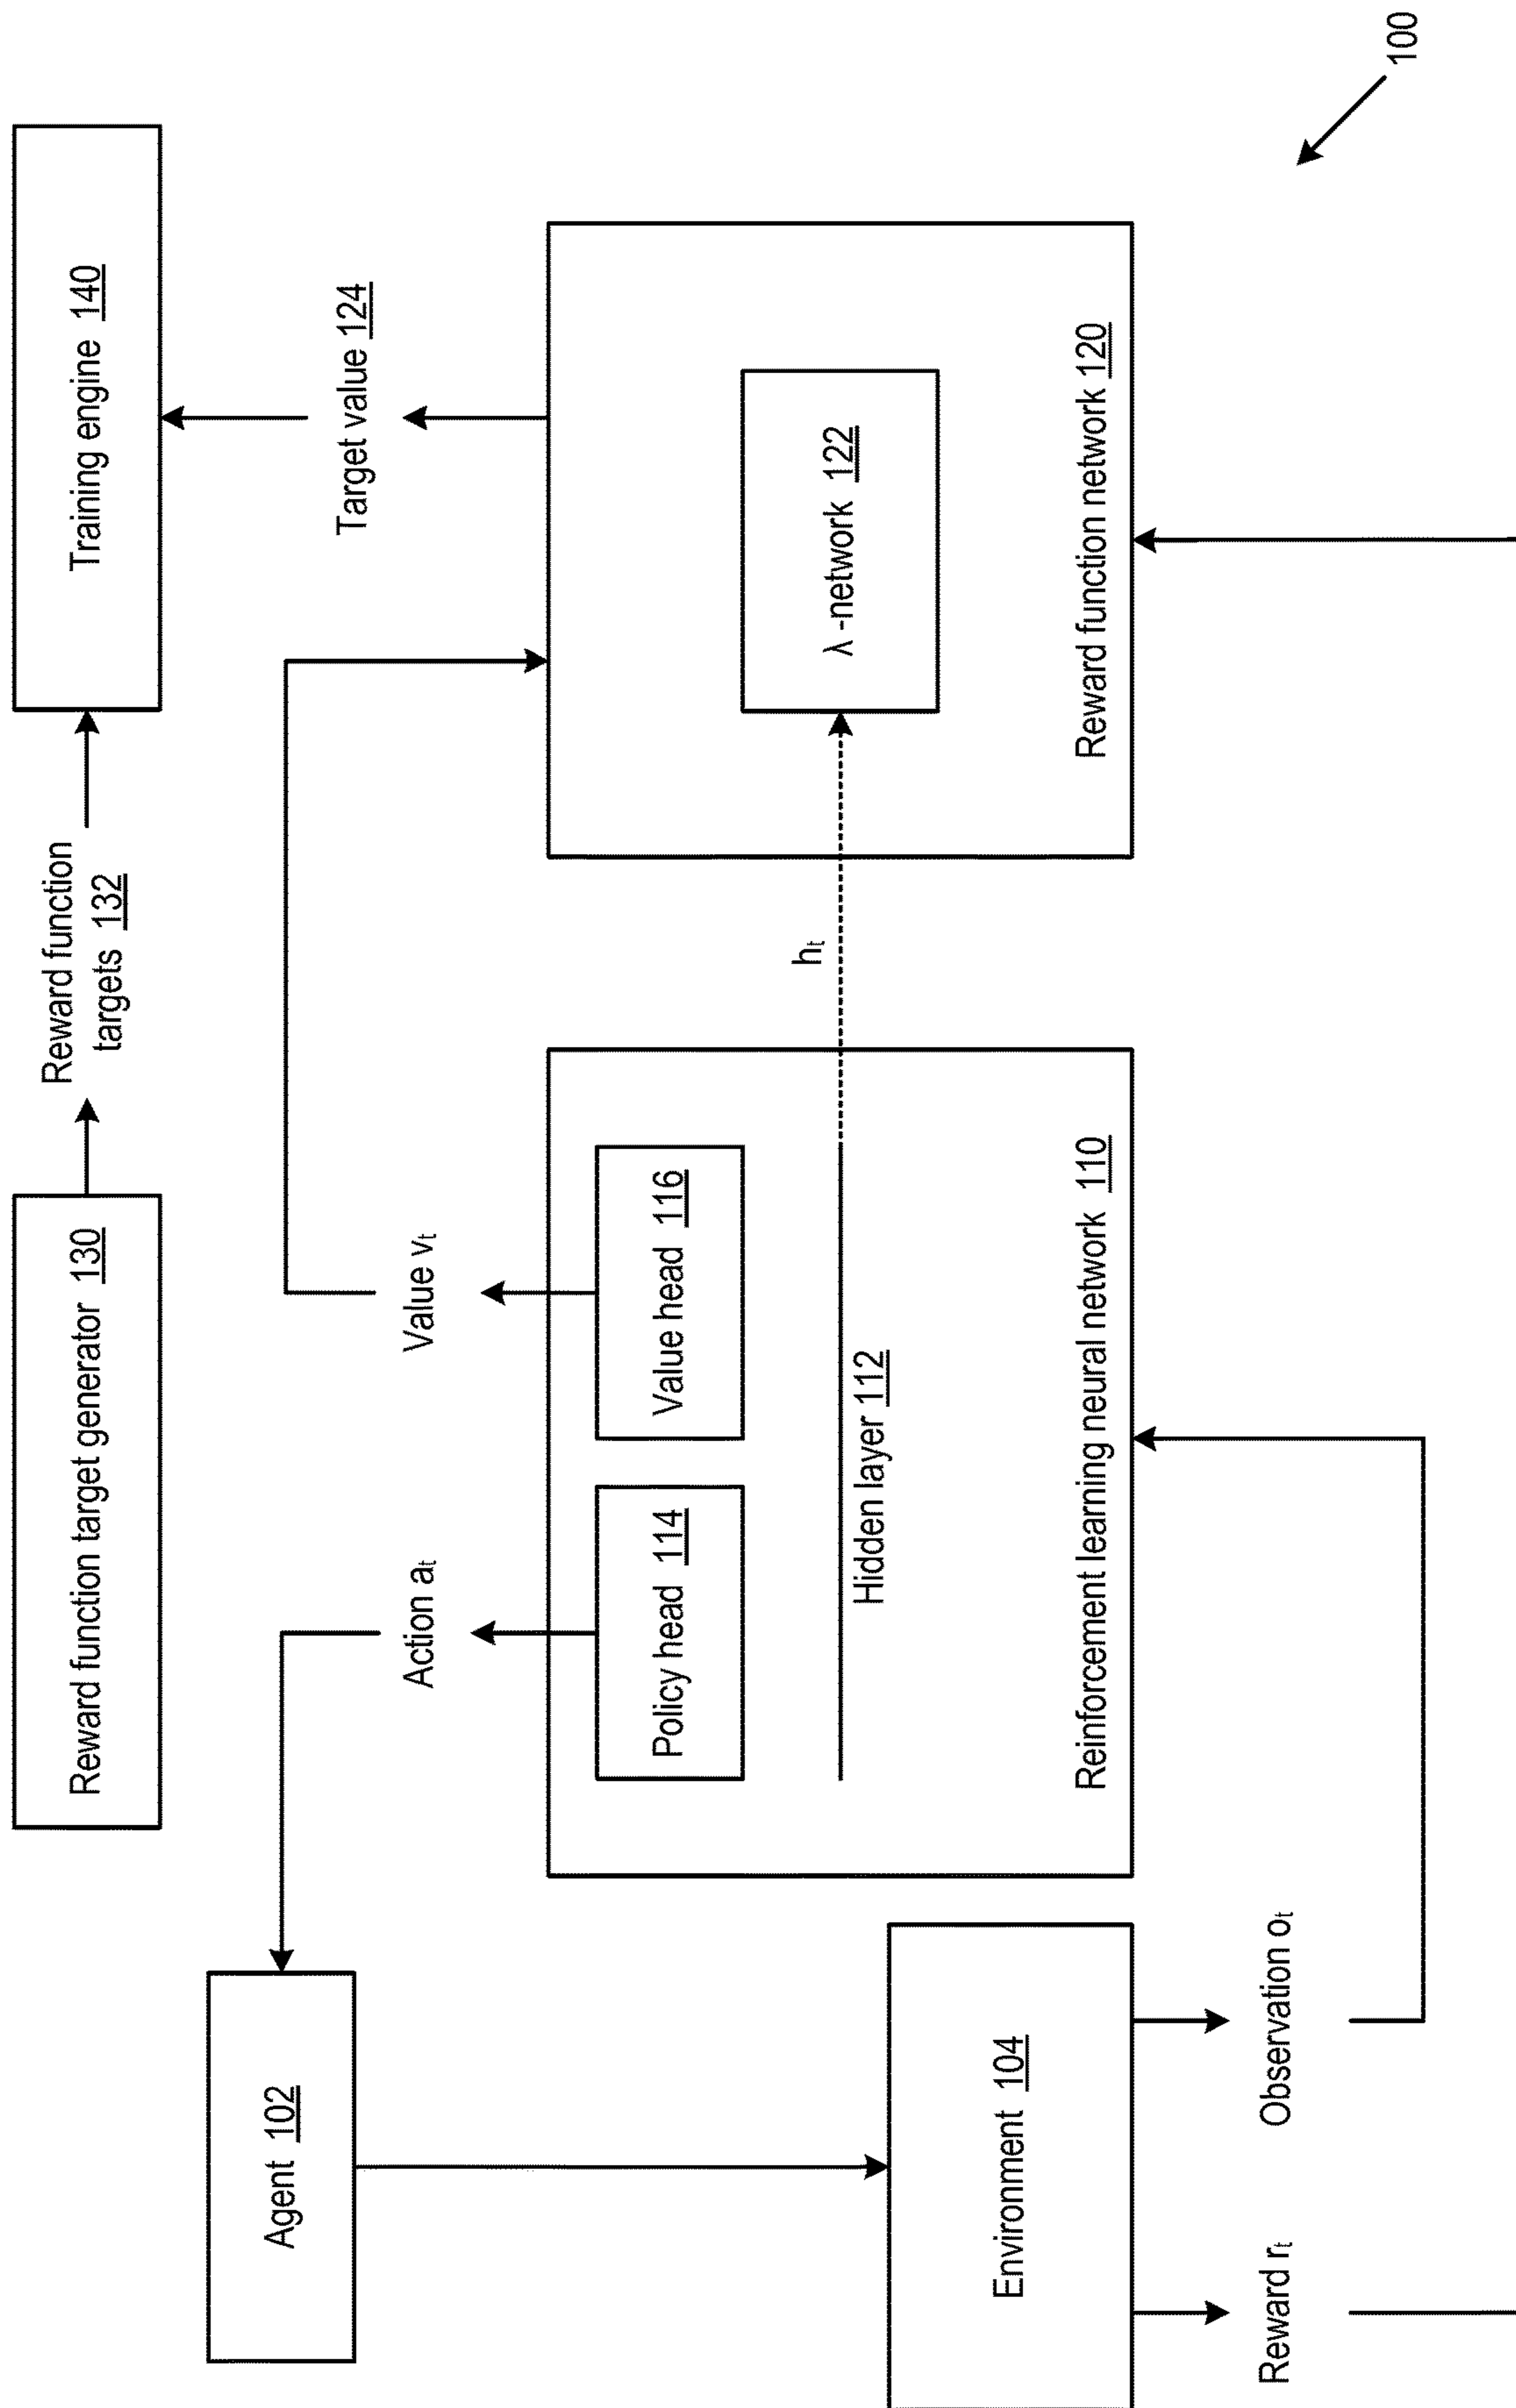 Reward function target generator 130
Reward function
targets 132
Training engine 140
Agent 102
Action aₜ
Value vₜ
Target value 124
Policy head 114
Value head 116
hₜ
λ -network 122
Hidden layer 112
Environment 104
Reinforcement learning neural network 110
Reward function network 120
Reward rₜ
Observation oₜ
100